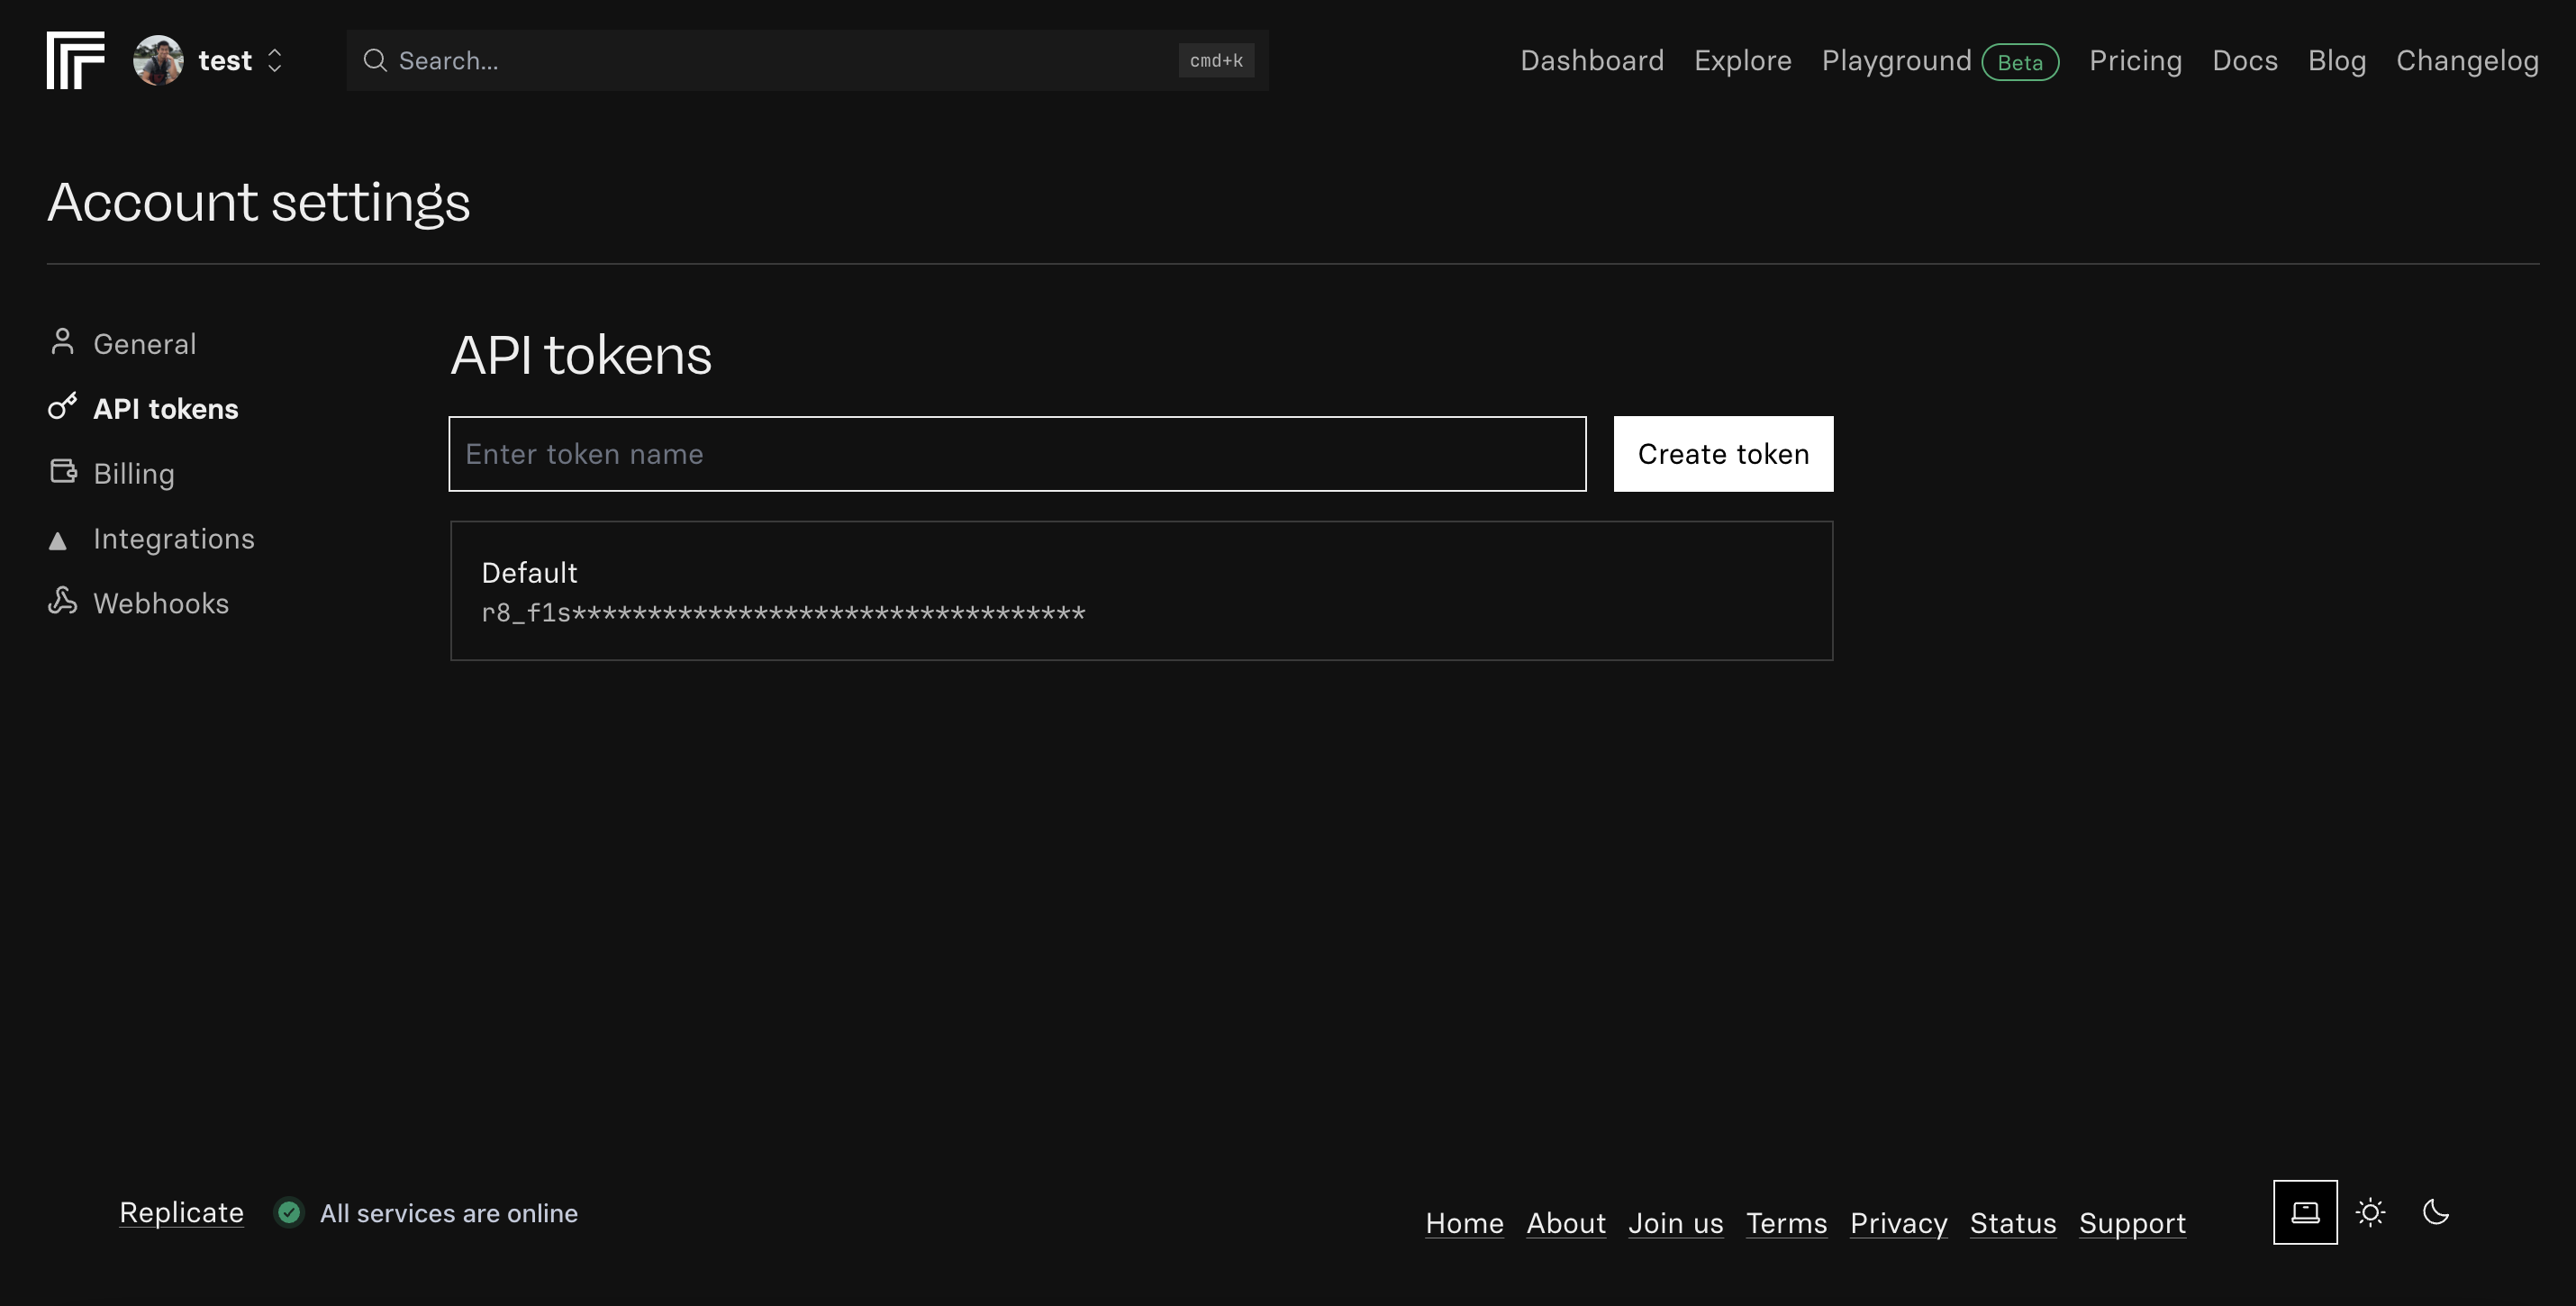 test
Search...
cmd+k
Dashboard Explore Playground Beta Pricing Docs Blog Changelog
Account settings
General
API tokens
Billing
Integrations
Webhooks
API tokens
Enter token name
Create token
Default
r8_f1s**********************************
Replicate
All services are online
Home About Join us Terms Privacy Status Support